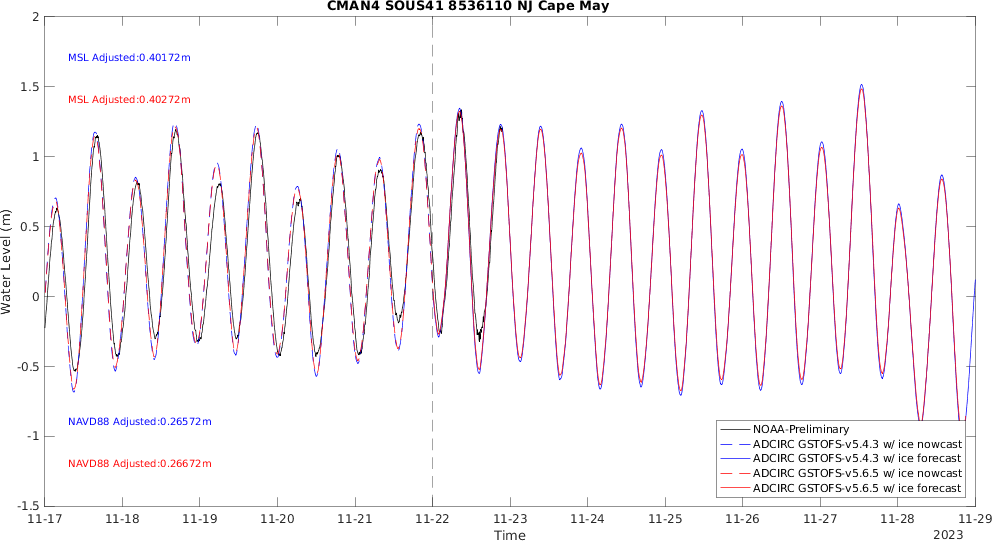 CMAN4 SOUS41 8536110 NJ Cape May
2
1.5
1
0.5
0
-0.5
-1
-1.5
Water Level (m)
MSL Adjusted:0.40172m
MSL Adjusted:0.40272m
NAVD88 Adjusted:0.26572m
NAVD88 Adjusted:0.26672m
NOAA-Preliminary
ADCIRC GSTOFS-v5.4.3 w/ ice nowcast
ADCIRC GSTOFS-v5.4.3 w/ ice forecast
ADCIRC GSTOFS-v5.6.5 w/ ice nowcast
ADCIRC GSTOFS-v5.6.5 w/ ice forecast
11-17 11-18 11-19 11-20 11-21 11-22 11-23 11-24 11-25 11-26 11-27 11-28 11-29
Time
2023